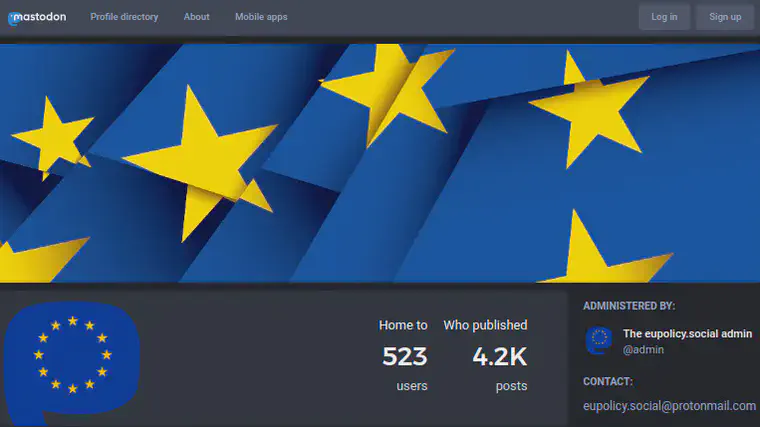 mastodon Profile directory About Mobile apps Log in Sign up
Home to Who published
523 4.2K
users posts
ADMINISTERED BY:
The eupolicy.social admin
@admin
CONTACT:
eupolicy.social@protonmail.com